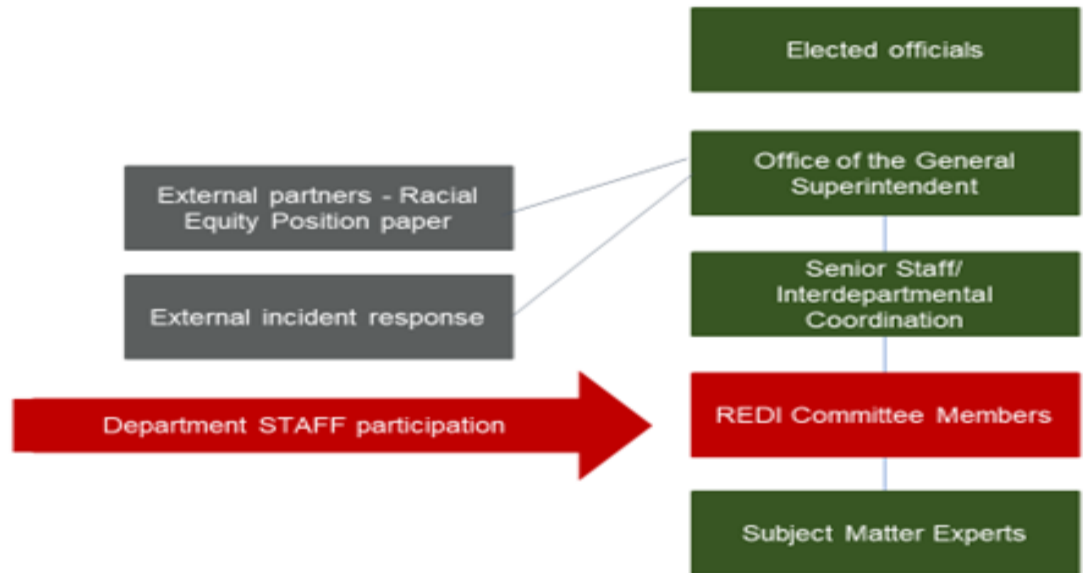 Elected officials
External partners - Racial
Equity Position paper
Office of the General
Superintendent
External incident response
Senior Staff/
Interdepartmental
Coordination
Department STAFF participation
REDI Committee Members
Subject Matter Experts